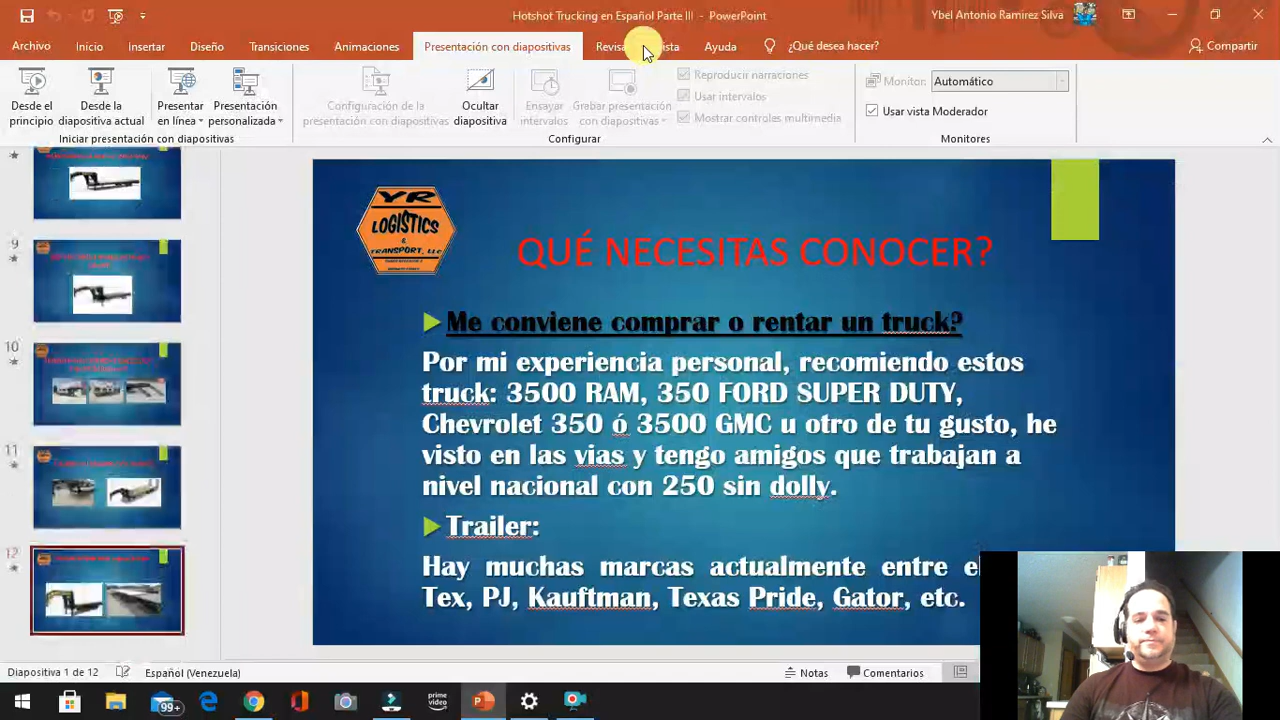 Hotshot Trucking en Español Parte III - PowerPoint
Ybel Antonio Ramirez Silva
Archivo Inicio Insertar Diseño Transiciones Animaciones Presentación con diapositivas Ayuda ¿Qué desea hacer? Compartir
Desde el principio
Desde la diapositiva actual
Presentar en línea
Presentación personalizada
Configuración de la presentación con diapositivas
Ocultar diapositiva
Ensayar intervalos
Grabar presentación con diapositivas
Reproducir narraciones
Usar intervalos
Mostrar controles multimedia
Monitor: Automático
Usar vista Moderador
Iniciar presentación con diapositivas
Configurar
Monitores
9
10
11
12
YR
LOGISTICS
&
TRANSPORT, LLC
QUÉ NECESITAS CONOCER?
Me conviene comprar o rentar un truck?
Por mi experiencia personal, recomiendo estos
truck: 3500 RAM, 350 FORD SUPER DUTY,
Chevrolet 350 ó 3500 GMC u otro de tu gusto, he
visto en las vias y tengo amigos que trabajan a
nivel nacional con 250 sin dolly.
Trailer:
Hay muchas marcas actualmente entre
Tex, PJ, Kauftman, Texas Pride, Gator, etc.
Diapositiva 1 de 12 Español (Venezuela) Notas Comentarios
99+
prime video